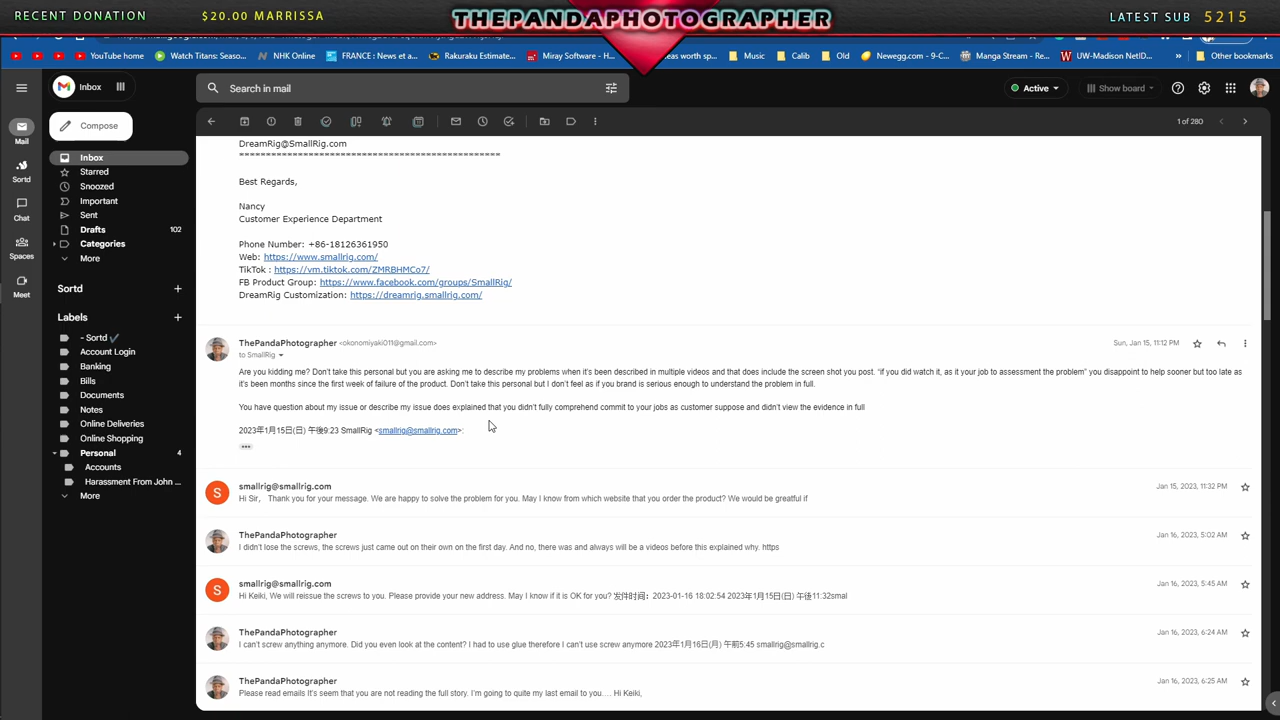 RECENT DONATION $20.00 MARRISSA THEPANDAPHOTOGRAPHER LATEST SUB 5215
YouTube home Watch Titanic Seaso... NHK Online FRANCE : News et a... Rakuraku Estimate... Miray Software - H... eas worth sp... Music Calib Old Newegg.com - 9-C... Manga Stream - Re... UW-Madison NetID... » Other bookmarks
Inbox Search in mail Active Show board
Compose 1 of 280
Mail
Inbox
Starred
Snoozed
Important
Sent
Drafts 102
Categories
More
Sortd
Chat
Spaces
Meet
Sortd +
Labels +
- Sortd ✔
Account Login
Banking
Bills
Documents
Notes
Online Deliveries
Online Shopping
Personal 4
Accounts
Harassment From John ...
More
DreamRig@SmallRig.com
================================================
Best Regards,
Nancy
Customer Experience Department
Phone Number: +86-18126361950
Web: https://www.smallrig.com/
TikTok : https://vm.tiktok.com/ZMRBHMCo7/
FB Product Group: https://www.facebook.com/groups/SmallRig/
DreamRig Customization: https://dreamrig.smallrig.com/
ThePandaPhotographer <okonomiyaki011@gmail.com> Sun, Jan 15, 11:12 PM
to SmallRig
Are you kidding me? Don't take this personal but you are asking me to describe my problems when it's been described in multiple videos and that does include the screen shot you post. "if you did watch it, as it your job to assessment the problem" you disappoint to help sooner but too late as
it's been months since the first week of failure of the product. Don't take this personal but I don't feel as if you brand is serious enough to understand the problem in full.
You have question about my issue or describe my issue does explained that you didn't fully comprehend commit to your jobs as customer suppose and didn't view the evidence in full
2023年1月15日(日) 午後9:23 SmallRig <smallrig@smallrig.com>:
smallrig@smallrig.com Jan 15, 2023, 11:32 PM
Hi Sir， Thank you for your message. We are happy to solve the problem for you. May I know from which website that you order the product? We would be greatful if
ThePandaPhotographer Jan 16, 2023, 5:02 AM
I didn't lose the screws, the screws just came out on their own on the first day. And no, there was and always will be a videos before this explained why. https
smallrig@smallrig.com Jan 16, 2023, 5:45 AM
Hi Keiki, We will reissue the screws to you. Please provide your new address. May I know if it is OK for you? 发件时间：2023-01-16 18:02:54 2023年1月15日(日) 午後11:32smal
ThePandaPhotographer Jan 16, 2023, 6:24 AM
I can't screw anything anymore. Did you even look at the content? I had to use glue therefore I can't use screw anymore 2023年1月16日(月) 午前5:45 smallrig@smallrig.c
ThePandaPhotographer Jan 16, 2023, 6:25 AM
Please read emails It's seem that you are not reading the full story. I'm going to quite my last email to you.... Hi Keiki,